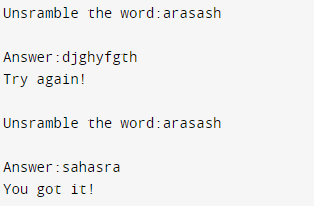 Unsramble the word:arasash
Answer:djghyfgth
Try again!
Unsramble the word:arasash
Answer:sahasra
You got it!